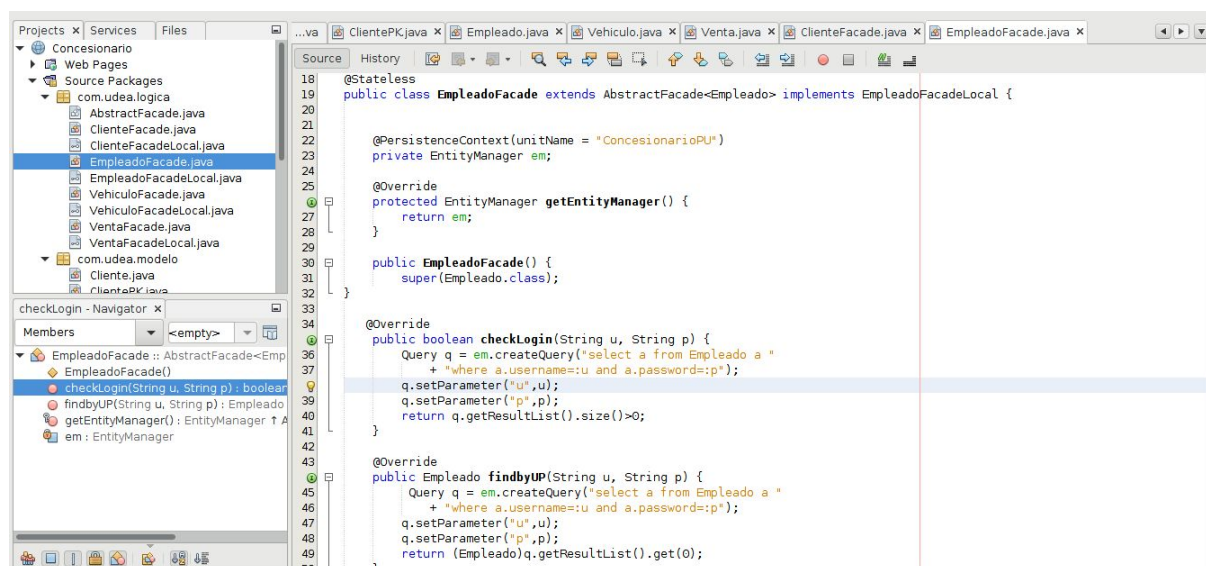 Projects × Services Files
Concesionario
Web Pages
Source Packages
com.udea.logica
AbstractFacade.java
ClienteFacade.java
ClienteFacadeLocal.java
EmpleadoFacade.java
EmpleadoFacadeLocal.java
VehiculoFacade.java
VehiculoFacadeLocal.java
VentaFacade.java
VentaFacadeLocal.java
com.udea.modelo
Cliente.java
ClientePK.java
checkLogin - Navigator ×
Members <empty>
EmpleadoFacade :: AbstractFacade<Emp
EmpleadoFacade()
checkLogin(String u, String p) : boolean
findbyUP(String u, String p) : Empleado
getEntityManager() : EntityManager ↑ A
em : EntityManager
...va ClientePK.java × Empleado.java × Vehiculo.java × Venta.java × ClienteFacade.java × EmpleadoFacade.java ×
Source History
18 @Stateless
19 public class EmpleadoFacade extends AbstractFacade<Empleado> implements EmpleadoFacadeLocal {
20
21
22 @PersistenceContext(unitName = "ConcesionarioPU")
23 private EntityManager em;
24
25 @Override
protected EntityManager getEntityManager() {
27 return em;
28 }
29
30 public EmpleadoFacade() {
31 super(Empleado.class);
32 }
33
34 @Override
public boolean checkLogin(String u, String p) {
36 Query q = em.createQuery("select a from Empleado a "
37 + "where a.username=:u and a.password=:p");
q.setParameter("u",u);
39 q.setParameter("p",p);
40 return q.getResultList().size()>0;
41 }
42
43 @Override
public Empleado findbyUP(String u, String p) {
45 Query q = em.createQuery("select a from Empleado a "
46 + "where a.username=:u and a.password=:p");
47 q.setParameter("u",u);
48 q.setParameter("p",p);
49 return (Empleado)q.getResultList().get(0);